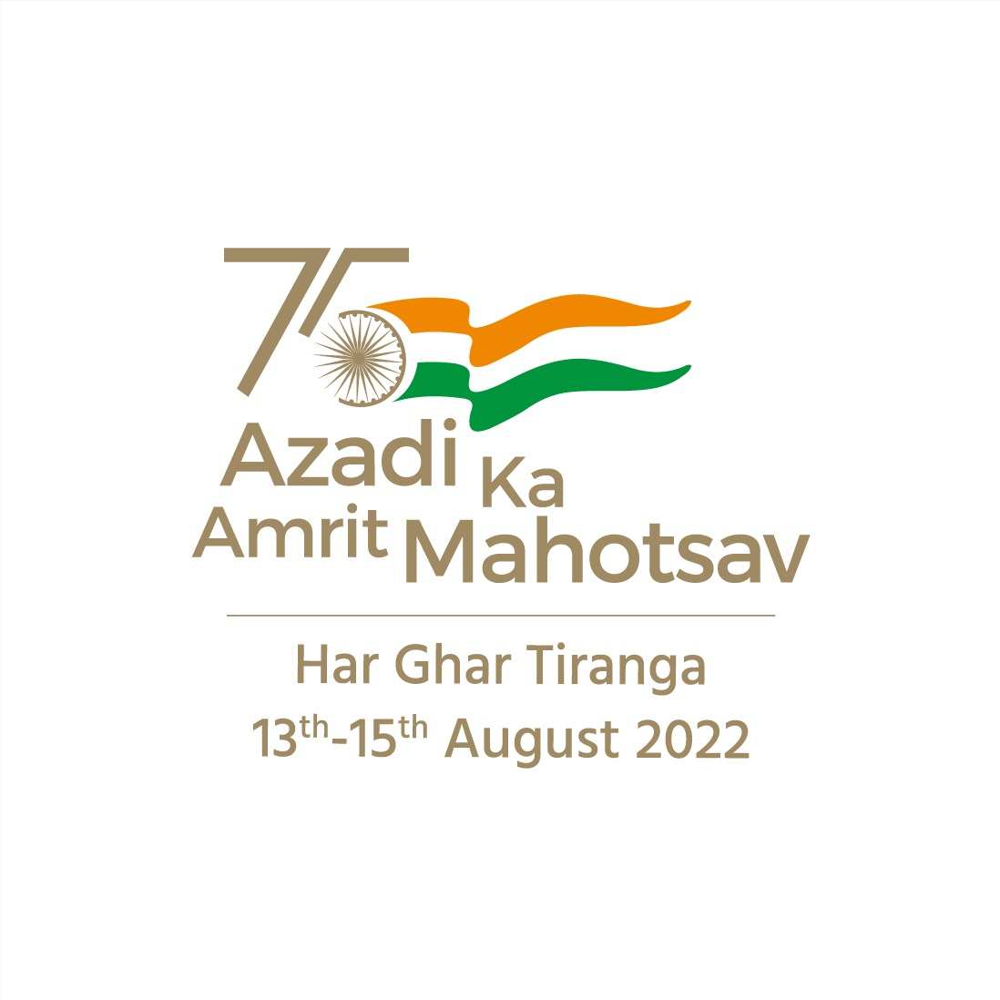 75
Azadi Ka
Amrit Mahotsav
Har Ghar Tiranga
13th-15th August 2022